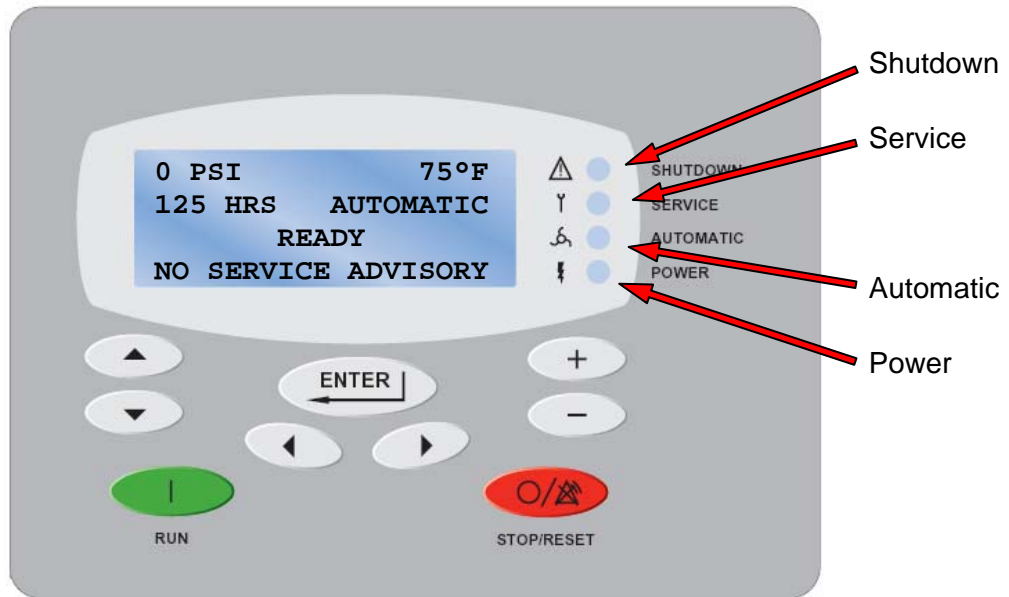 0 PSI 75°F
125 HRS AUTOMATIC
READY
NO SERVICE ADVISORY
SHUTDOWN
SERVICE
AUTOMATIC
POWER
Shutdown
Service
Automatic
Power
ENTER
+
−
I
O/
RUN
STOP/RESET